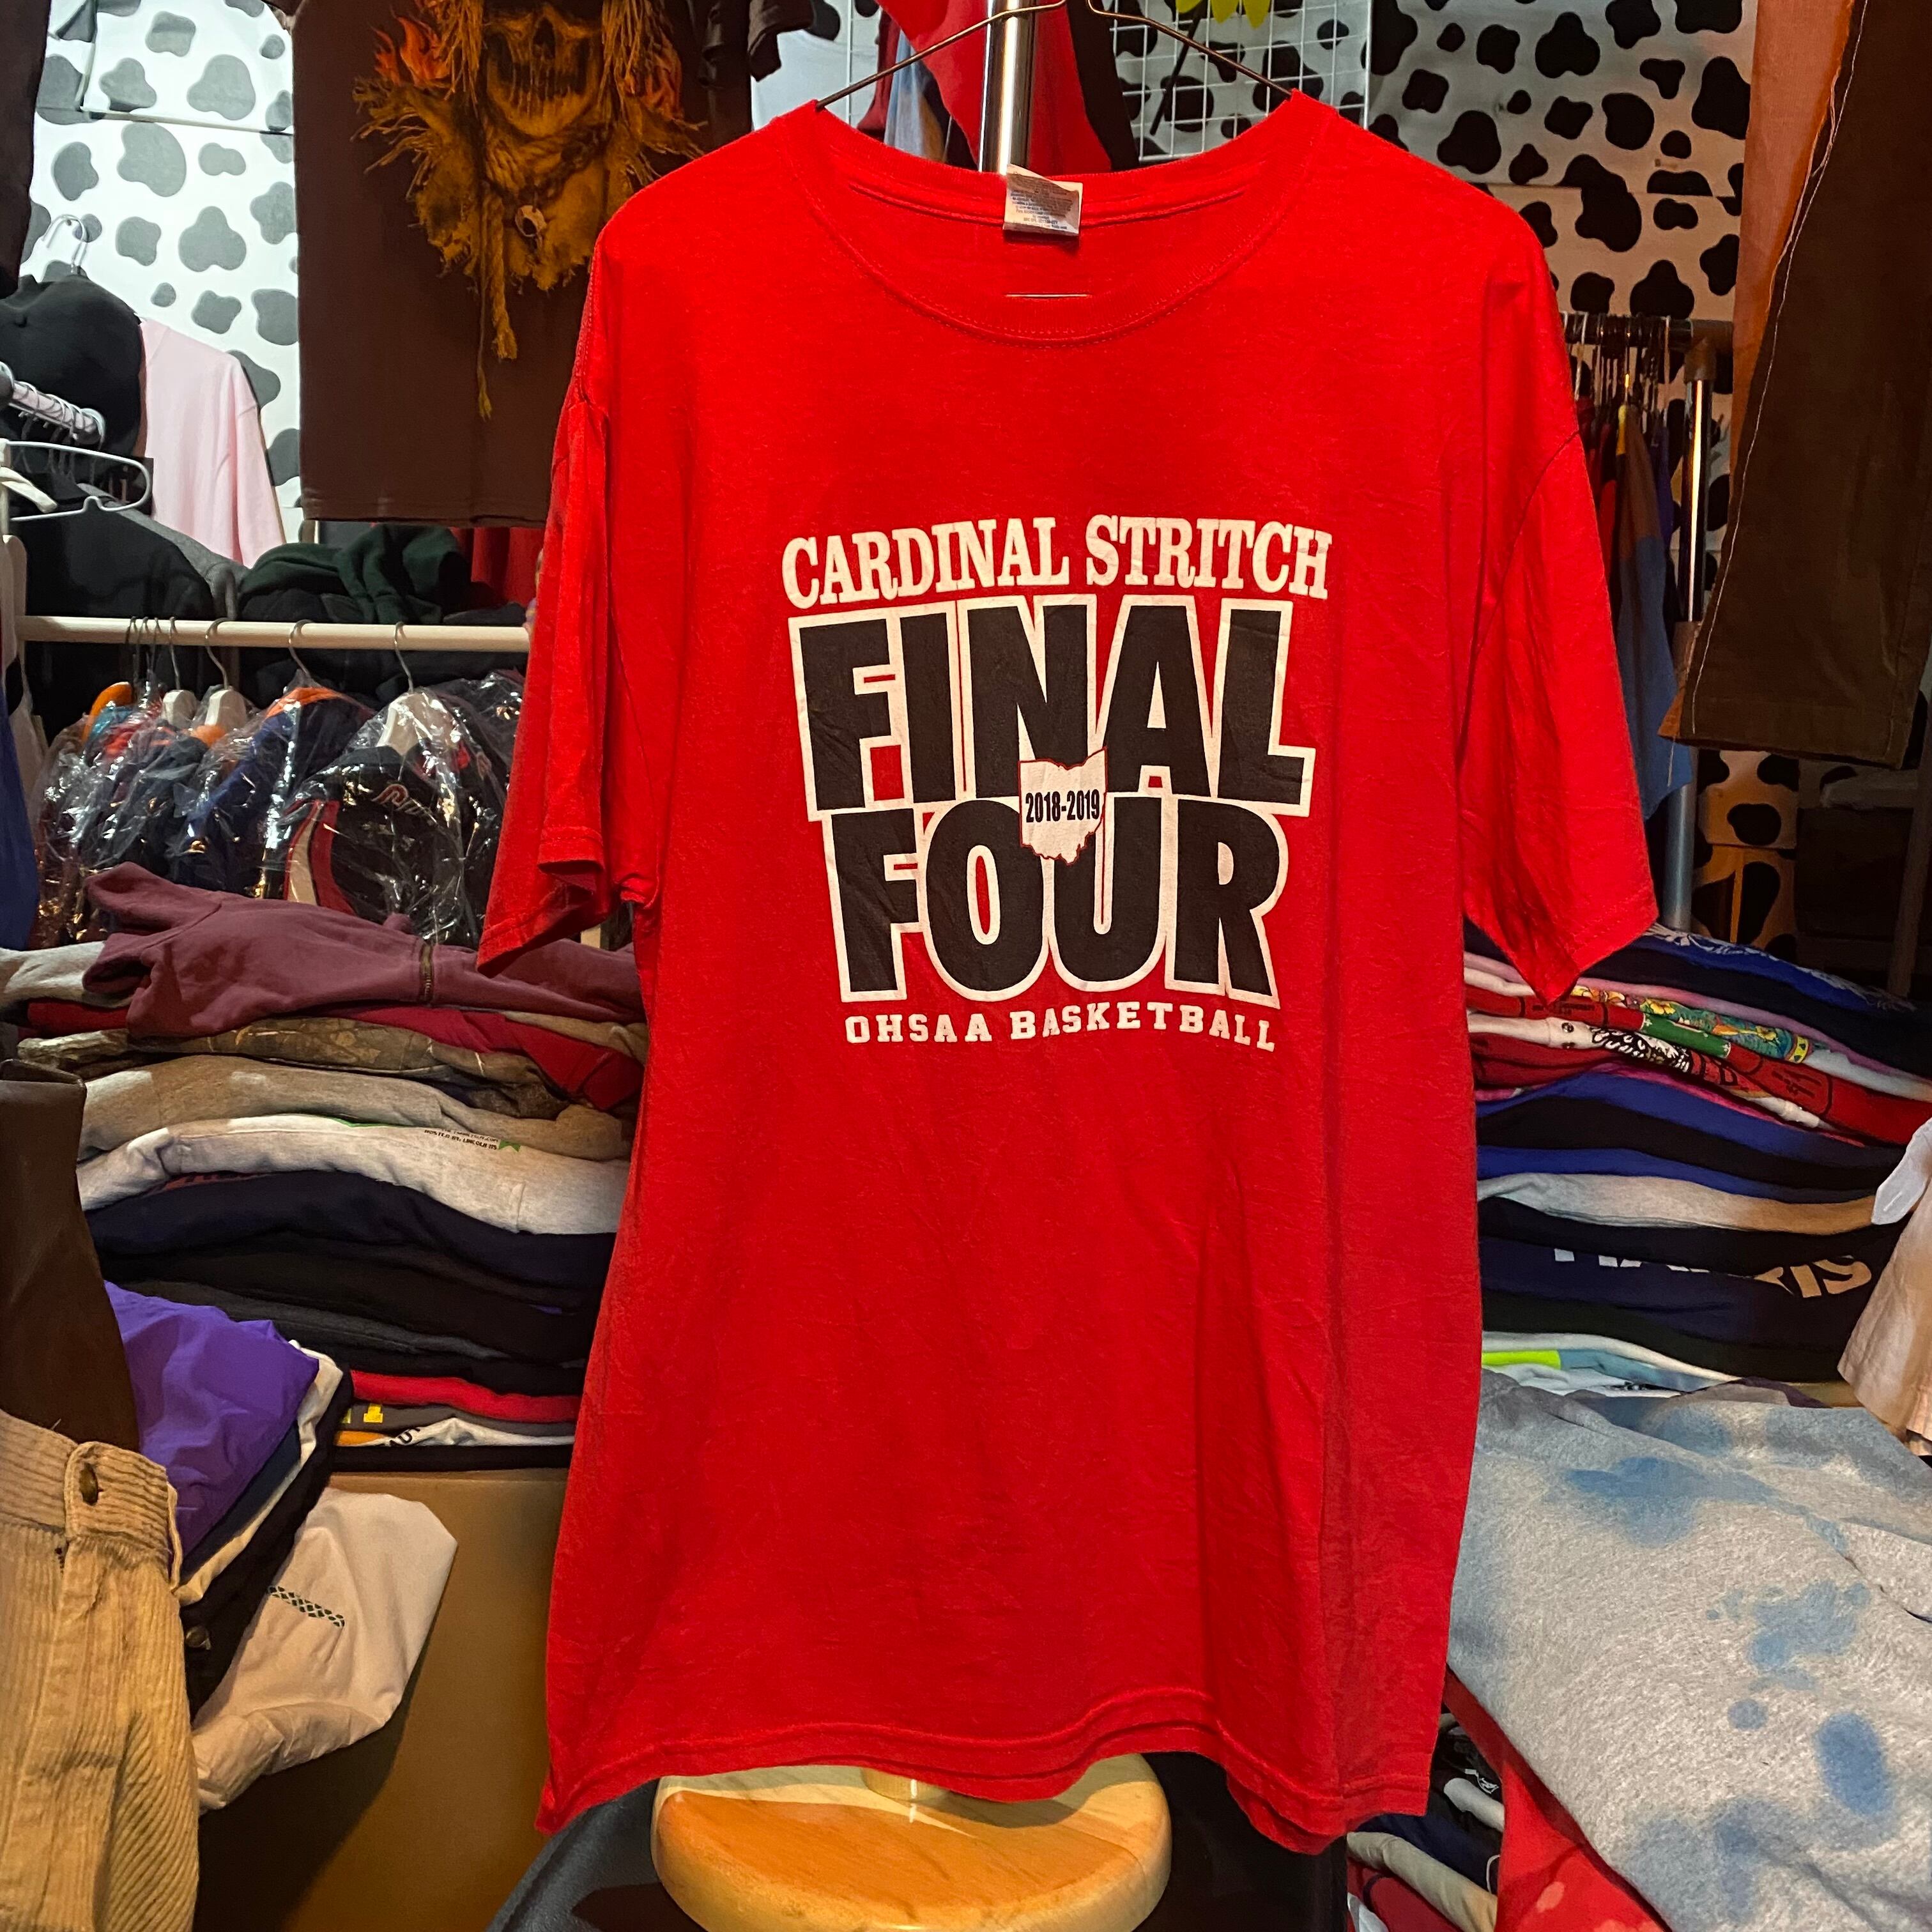 CARDINAL STRITCH
FINAL
2018-2019
FOUR
OHSAA BASKETBALL